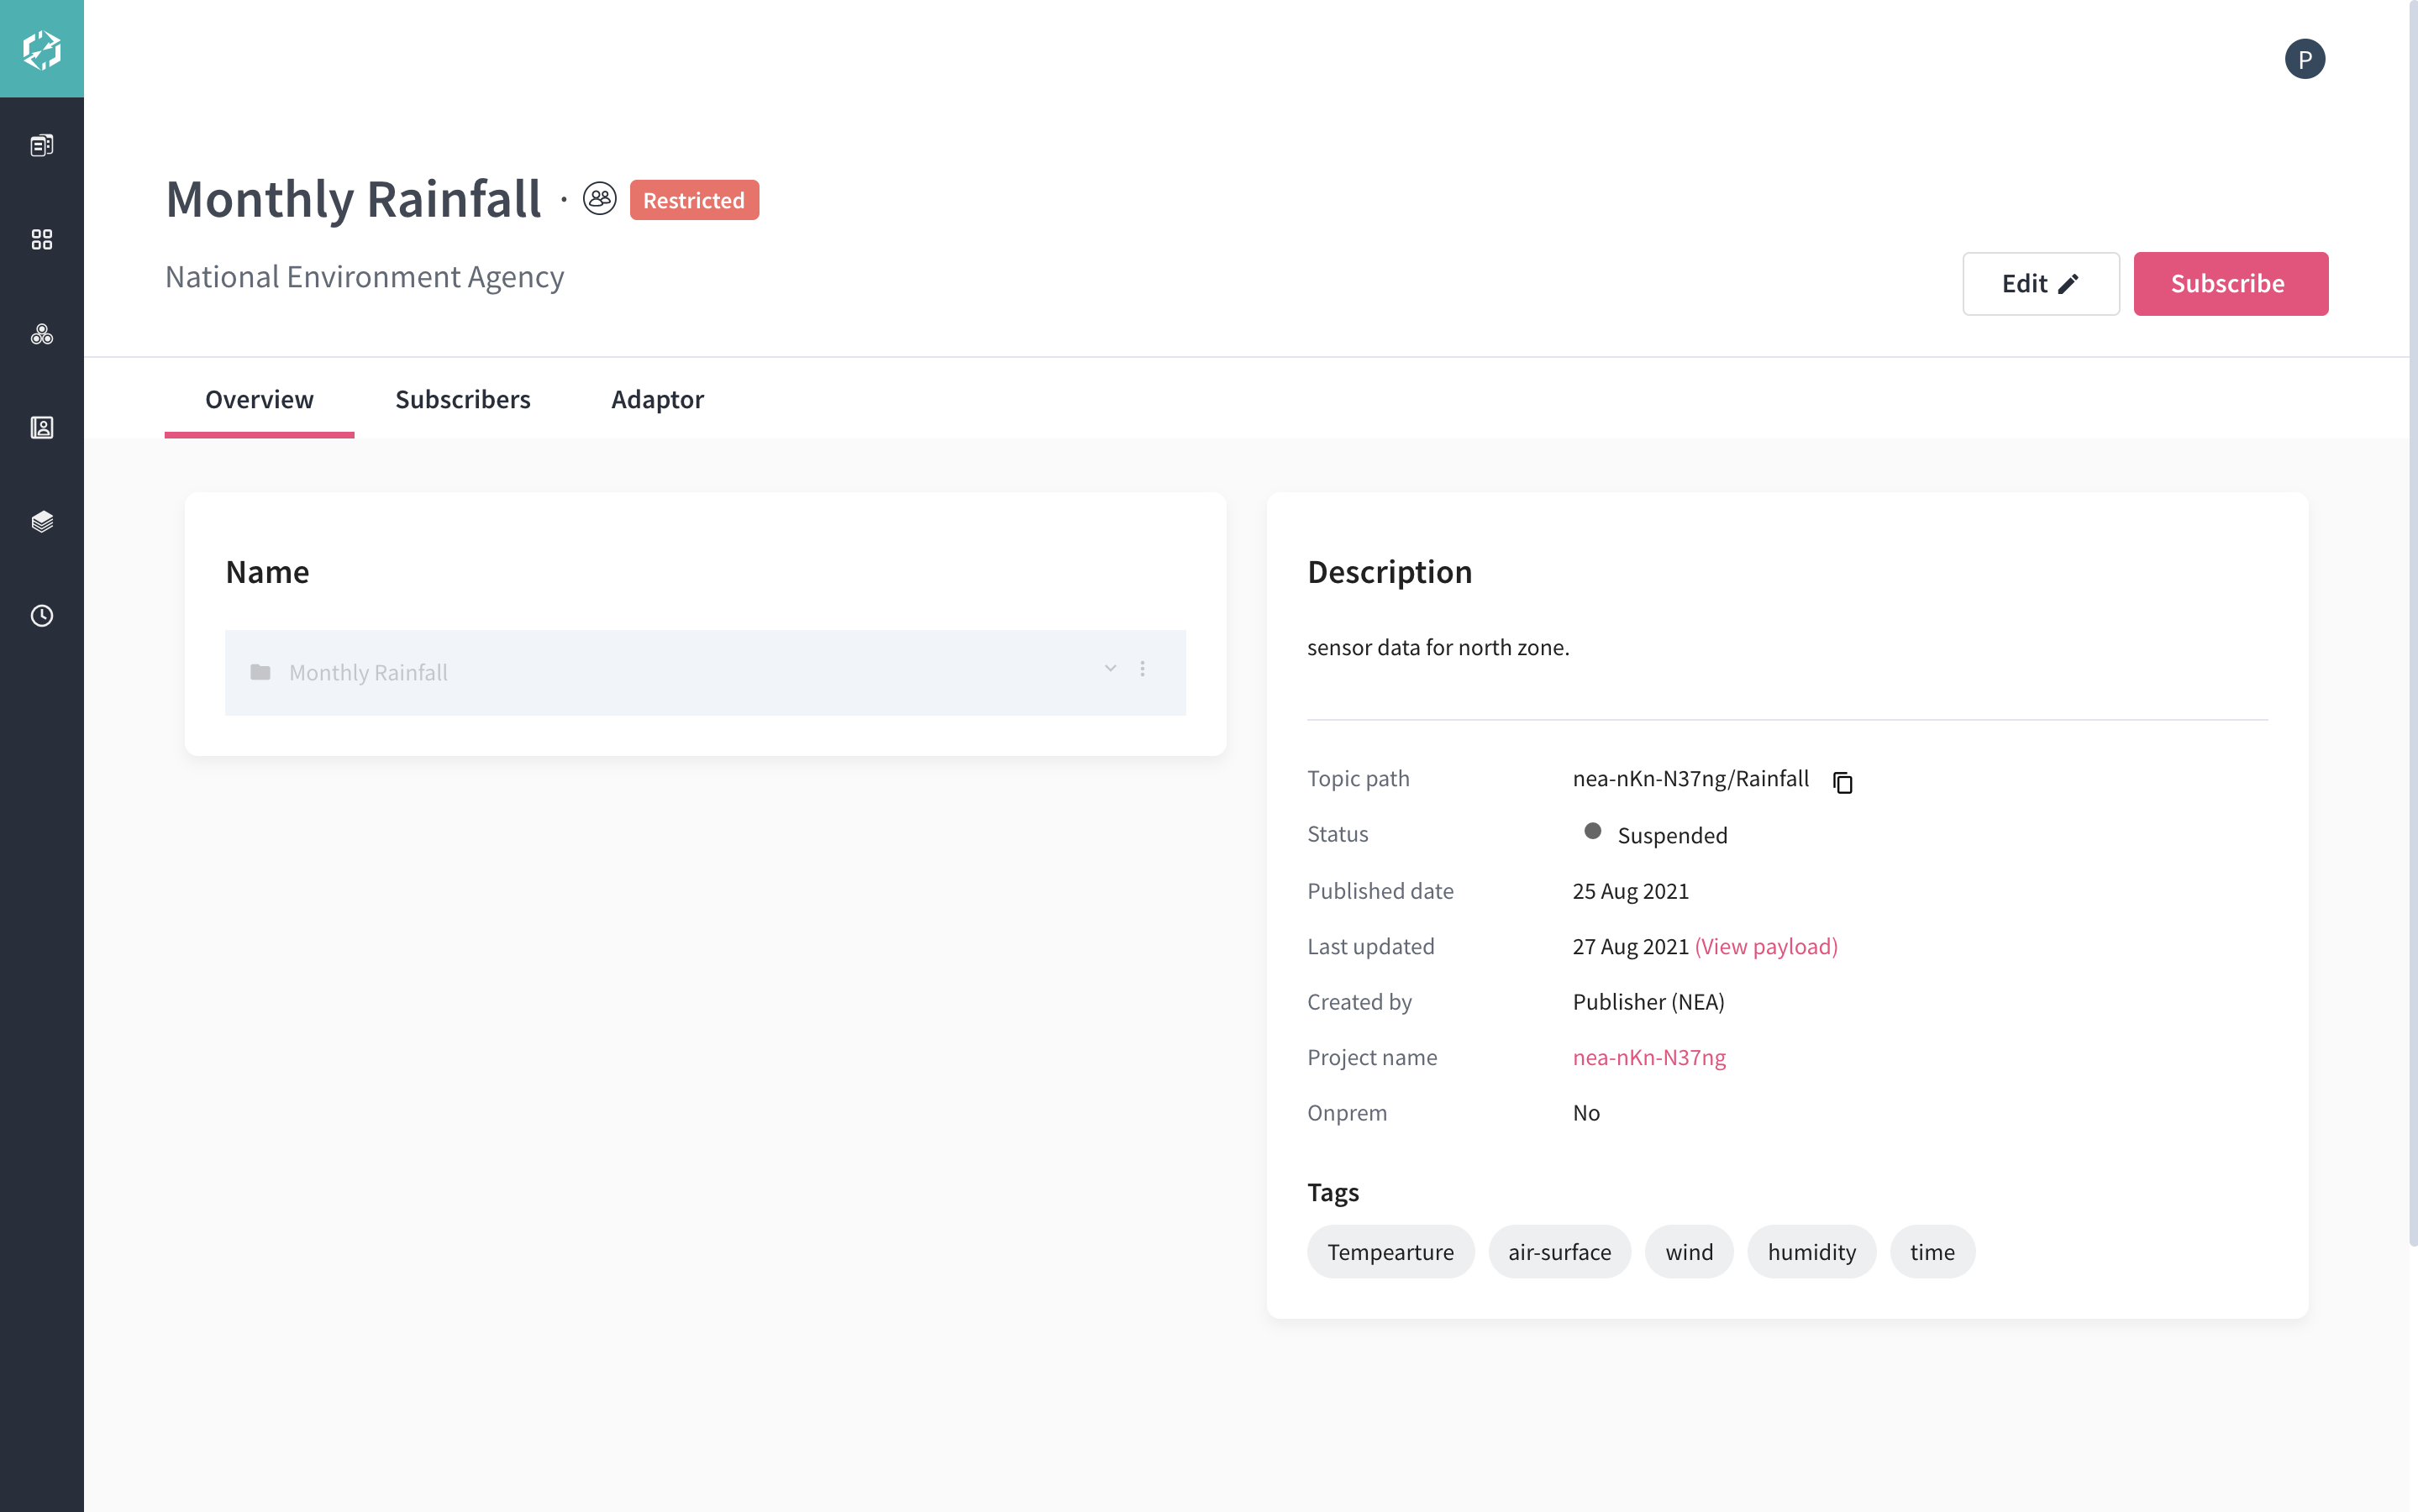 P
Monthly Rainfall · Restricted
National Environment Agency
Edit Subscribe
Overview Subscribers Adaptor
Name
Monthly Rainfall
Description
sensor data for north zone.
Topic path nea-nKn-N37ng/Rainfall
Status Suspended
Published date 25 Aug 2021
Last updated 27 Aug 2021 (View payload)
Created by Publisher (NEA)
Project name nea-nKn-N37ng
Onprem No
Tags
Tempearture air-surface wind humidity time